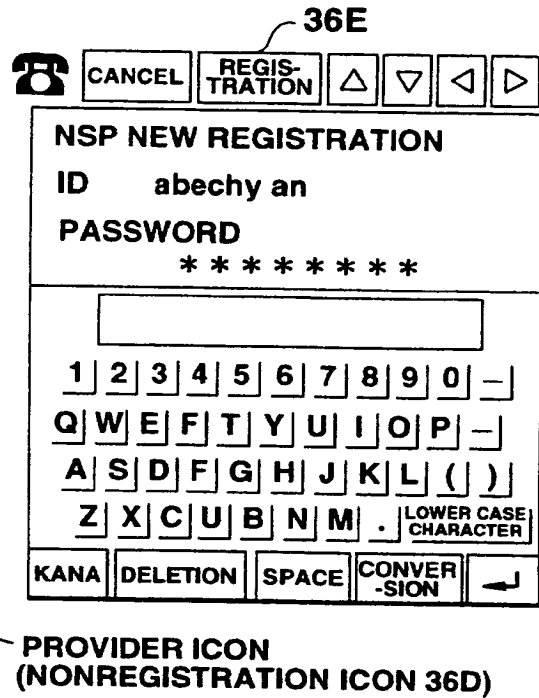 36E
CANCEL REGIS-TRATION △ ▽ ◁ ▷
NSP NEW REGISTRATION
ID abechy an
PASSWORD
* * * * * * * *
1 2 3 4 5 6 7 8 9 0 —
Q W E F T Y U I O P —
A S D F G H J K L ( )
Z X C U B N M . LOWER CASE CHARACTER
KANA DELETION SPACE CONVER-SION ↵
PROVIDER ICON
(NONREGISTRATION ICON 36D)